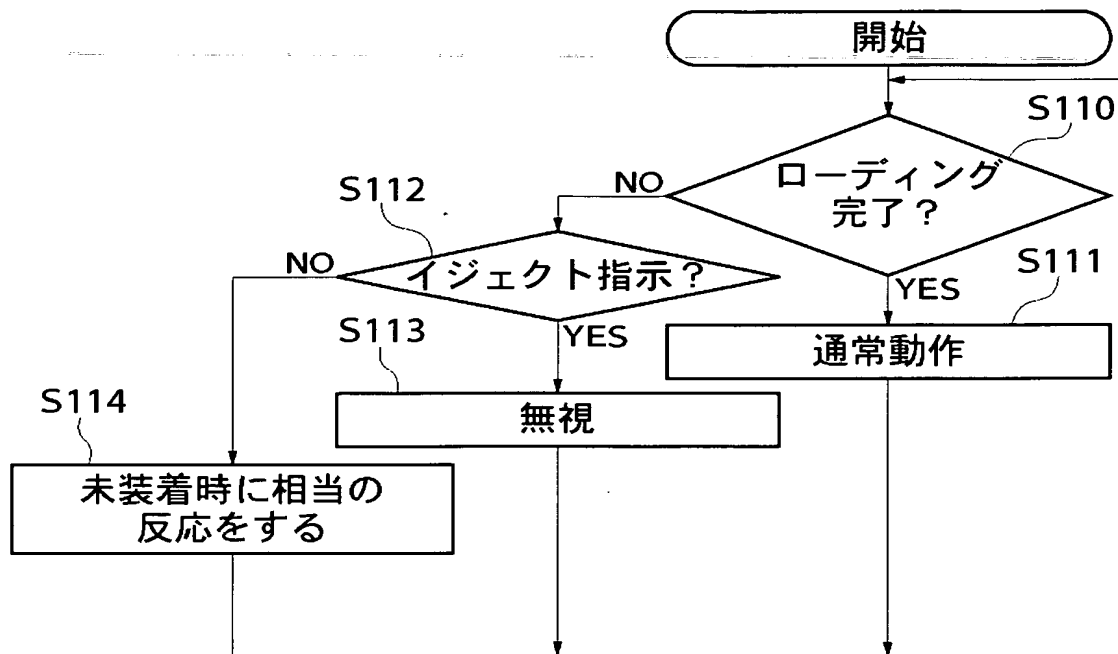 開始
S110
ローディング
完了？
NO
S112
イジェクト指示？
NO
YES
S111
通常動作
YES
S113
無視
S114
未装着時に相当の
反応をする